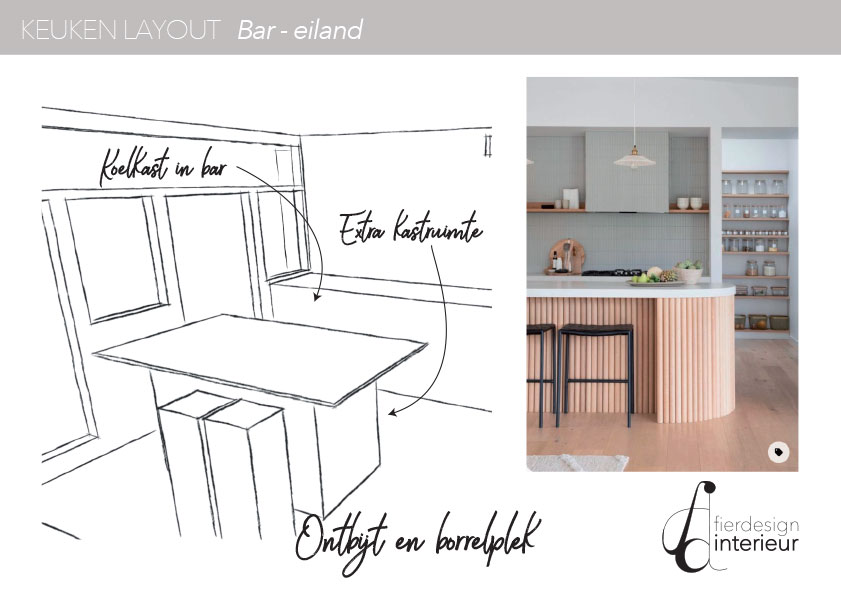 KEUKEN LAYOUT Bar - eiland
Koelkast in bar
Extra kastruimte
Ontbijt en borrelplek
fierdesign
interieur